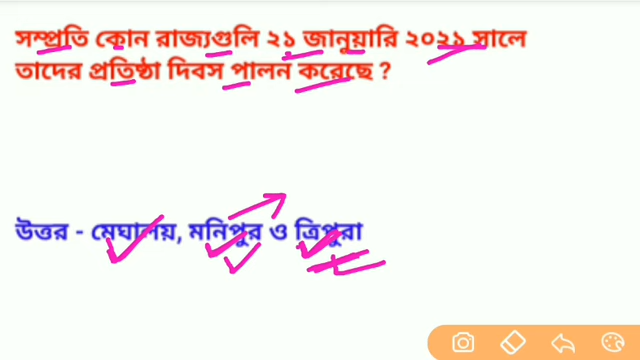 সম্প্রতি কোন রাজ্যগুলি ২১ জানুয়ারি ২০২১ সালে
তাদের প্রতিষ্ঠা দিবস পালন করেছে ?
উত্তর - মেঘালয়, মনিপুর ও ত্রিপুরা